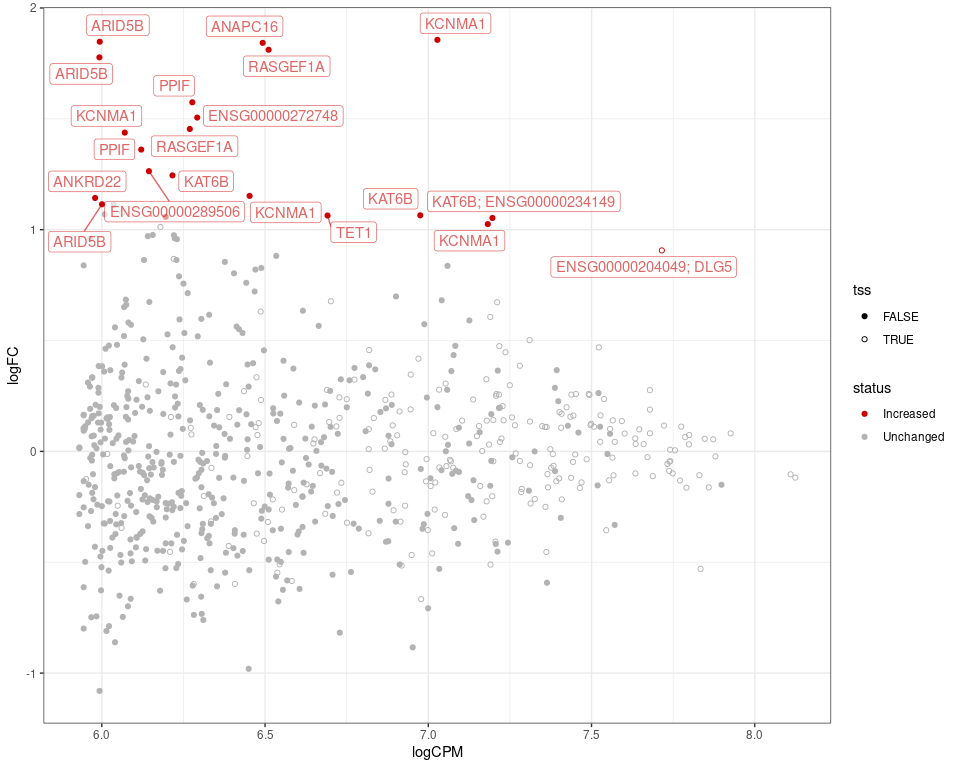 2
ARID5B
ANAPC16
KCNMA1
ARID5B
RASGEF1A
PPIF
KCNMA1
ENSG00000272748
PPIF
RASGEF1A
ANKRD22
KAT6B
KAT6B
KAT6B; ENSG00000234149
ENSG00000289506
KCNMA1
TET1
ARID5B
KCNMA1
1
ENSG00000204049; DLG5
tss
FALSE
TRUE
logFC
status
Increased
Unchanged
0
-1
6.0
6.5
7.0
7.5
8.0
logCPM